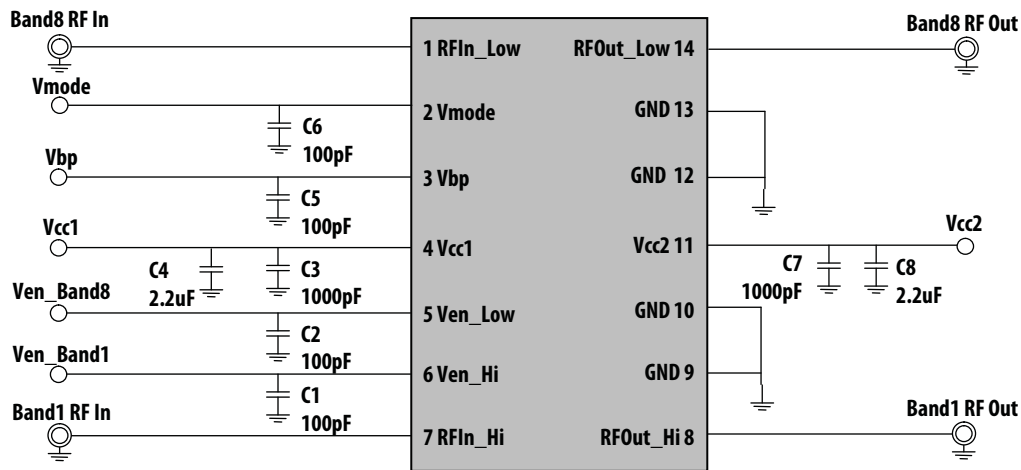 Band8 RF In
Band8 RF Out
1 RFIn_Low
RFOut_Low 14
Vmode
2 Vmode
GND 13
C6
100pF
Vbp
3 Vbp
GND 12
C5
100pF
Vcc1
Vcc2
4 Vcc1
Vcc2 11
C4
2.2uF
C3
1000pF
C7
1000pF
C8
2.2uF
Ven_Band8
5 Ven_Low
GND 10
C2
100pF
Ven_Band1
6 Ven_Hi
GND 9
C1
100pF
Band1 RF In
Band1 RF Out
7 RFIn_Hi
RFOut_Hi 8